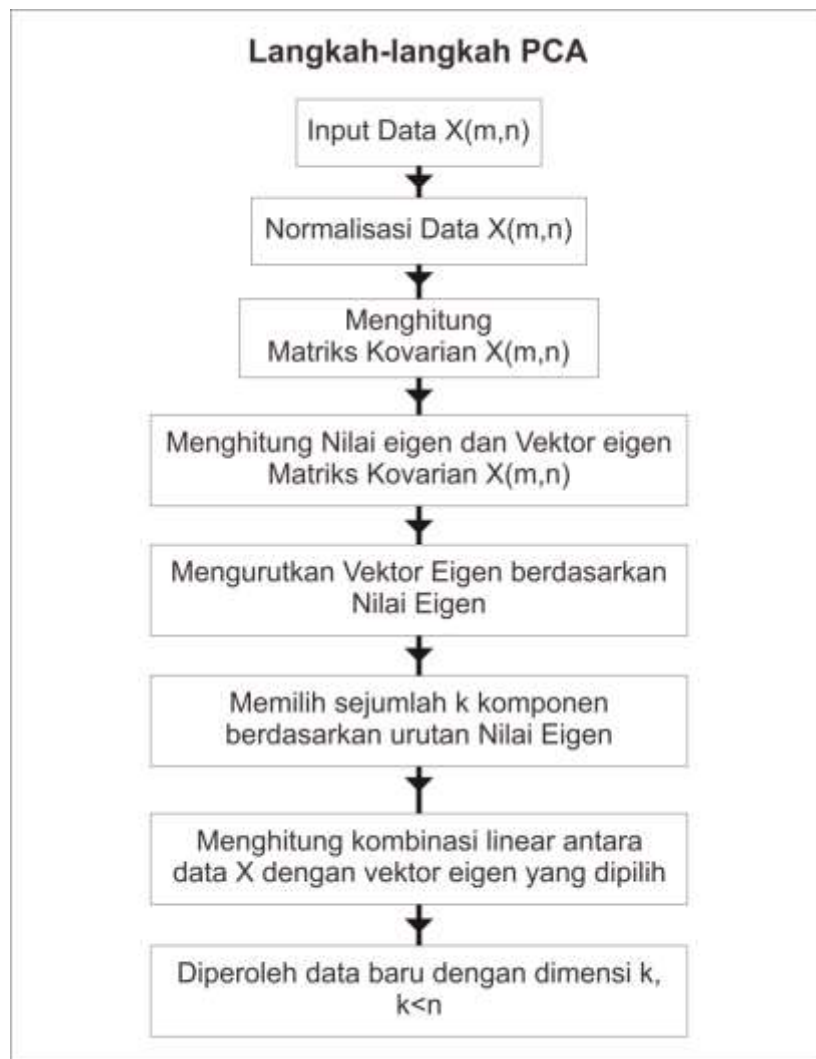 Langkah-langkah PCA
Input Data X(m,n)
Normalisasi Data X(m,n)
Menghitung
Matriks Kovarian X(m,n)
Menghitung Nilai eigen dan Vektor eigen
Matriks Kovarian X(m,n)
Mengurutkan Vektor Eigen berdasarkan
Nilai Eigen
Memilih sejumlah k komponen
berdasarkan urutan Nilai Eigen
Menghitung kombinasi linear antara
data X dengan vektor eigen yang dipilih
Diperoleh data baru dengan dimensi k,
k<n